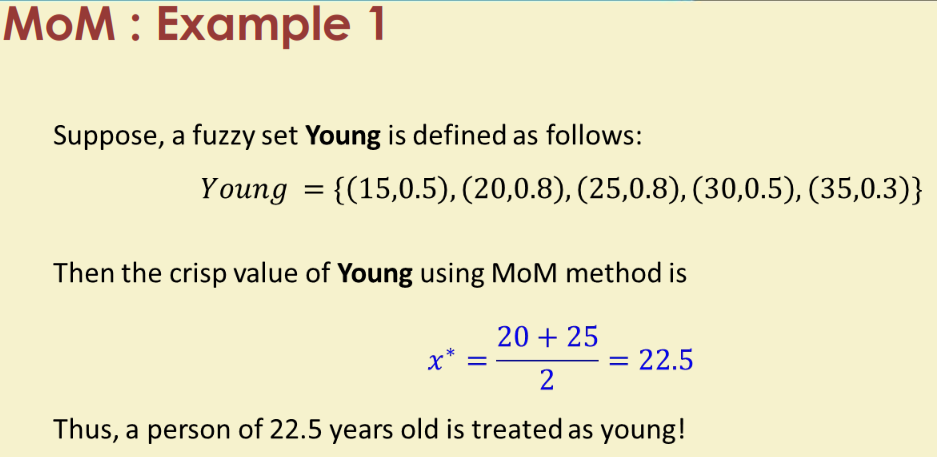 MoM : Example 1
Suppose, a fuzzy set Young is defined as follows:
Young = {(15,0.5), (20,0.8), (25,0.8), (30,0.5), (35,0.3)}
Then the crisp value of Young using MoM method is
x* = (20 + 25)/2 = 22.5
Thus, a person of 22.5 years old is treated as young!